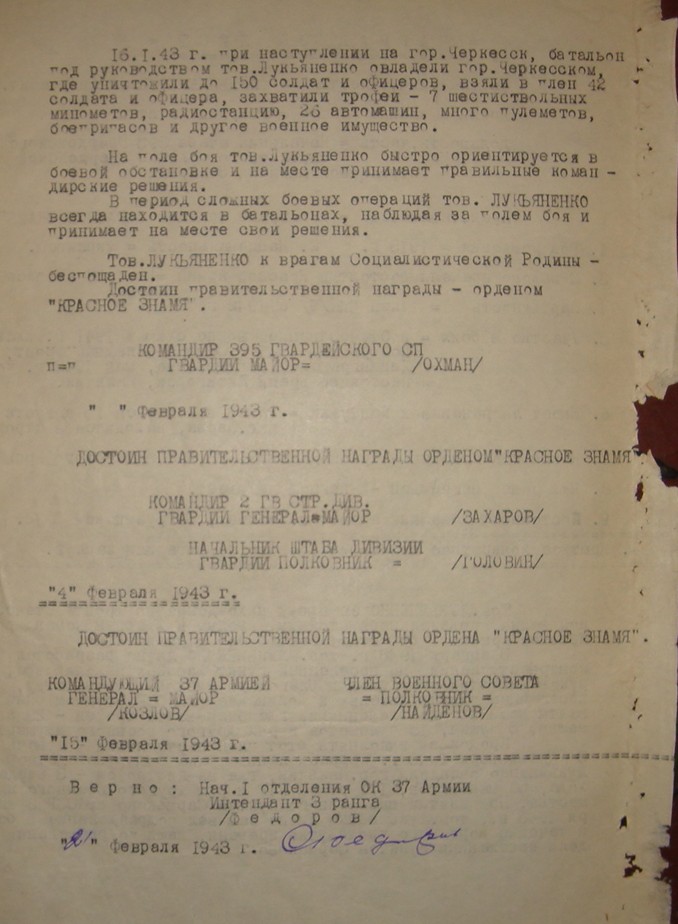 16.1.43 г. при наступлении на гор.Черкесск, батальон
под руководством тов.Лукьяненко овладели гор.Черкесском,
где уничтожили до 150 солдат и офицеров, взяли в плен 42
солдата и офицера, захватили трофеи - 7 шестиствольных
минометов, радиостанцию, 26 автомашин, много пулеметов,
боеприпасов и другое военное имущество.
На поле боя тов.Лукьяненко быстро ориентируется в
боевой обстановке и на месте принимает правильные коман -
дирские решения.
В период сложных боевых операций тов. ЛУКЬЯНЕНКО
всегда находится в батальонах, наблюдая за полем боя и
принимает на месте свои решения.
Тов.ЛУКЬЯНЕНКО к врагам Социалистической Родины -
беспощаден.
Достоин правительственной награды - орденом
"КРАСНОЕ ЗНАМЯ".
КОМАНДИР 395 ГВАРДЕЙСКОГО СП
п=п ГВАРДИИ МАЙОР= /ОХМАН/
" " Февраля 1943 г.
ДОСТОИН ПРАВИТЕЛЬСТВЕННОЙ НАГРАДЫ ОРДЕНОМ"КРАСНОЕ ЗНАМЯ"
КОМАНДИР 2 ГВ СТР.ДИВ.
ГВАРДИИ ГЕНЕРАЛ=МАЙОР /ЗАХАРОВ/
НАЧАЛЬНИК ШТАБА ДИВИЗИИ
ГВАРДИИ ПОЛКОВНИК = /ГОЛОВИН/
"4" Февраля 1943 г.
ДОСТОИН ПРАВИТЕЛЬСТВЕННОЙ НАГРАДЫ ОРДЕНА "КРАСНОЕ ЗНАМЯ".
КОМАНДУЮЩИЙ 37 АРМИЕЙ ЧЛЕН ВОЕННОГО СОВЕТА
ГЕНЕРАЛ = МАЙОР = ПОЛКОВНИК =
/КОЗЛОВ/ /НАЙДЕНОВ/
"15" Февраля 1943 г.
В е р н о : Нач.1 отделения ОК 37 Армии
Интендант 3 ранга
/Ф е д о р о в/
" " Февраля 1943 г.